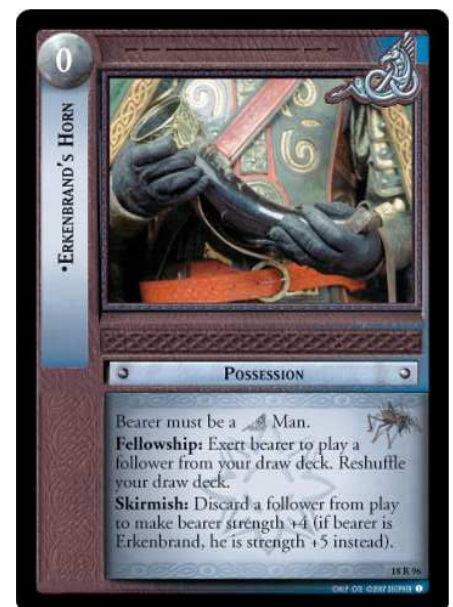 0
•Erkenbrand's Horn
Possession
Bearer must be a Man.
Fellowship: Exert bearer to play a
follower from your draw deck. Reshuffle
your draw deck.
Skirmish: Discard a follower from play
to make bearer strength +4 (if bearer is
Erkenbrand, he is strength +5 instead).
18 R 96